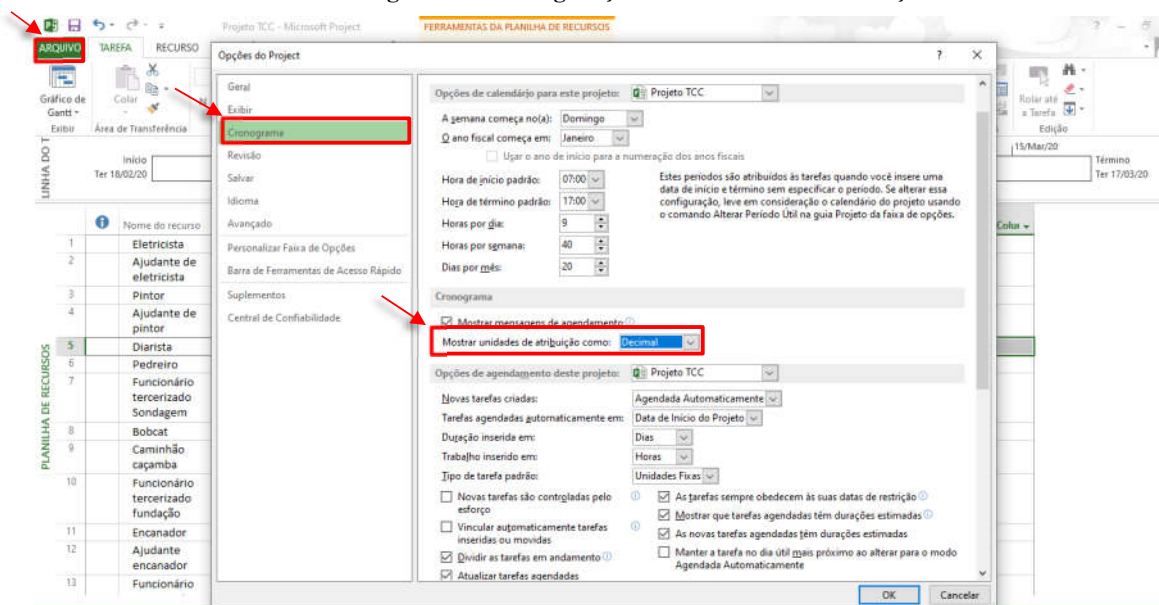 Projeto TCC - Microsoft Project
FERRAMENTAS DA PLANILHA DE RECURSOS
ARQUIVO TAREFA RECURSO
Opções do Project
? X
Gráfico de Gantt
Colar
Exibir
Área de Transferência
Rolar até a Tarefa
Edição
LINHA DO T
Início
Ter 18/02/20
15/Mar/20
Término
Ter 17/03/20
Geral
Exibir
Cronograma
Revisão
Salvar
Idioma
Avançado
Personalizar Faixa de Opções
Barra de Ferramentas de Acesso Rápido
Suplementos
Central de Confiabilidade
Opções de calendário para este projeto: Projeto TCC
A semana começa no(a): Domingo
O ano fiscal começa em: Janeiro
Usar o ano de início para a numeração dos anos fiscais
Hora de início padrão: 07:00
Hora de término padrão: 17:00
Horas por dia: 9
Horas por semana: 40
Dias por mês: 20
Estes períodos são atribuídos às tarefas quando você insere uma
data de início e término sem especificar o período. Se alterar essa
configuração, leve em consideração o calendário do projeto usando
o comando Alterar Período Útil na guia Projeto da faixa de opções.
Cronograma
Mostrar mensagens de agendamento
Mostrar unidades de atribuição como: Decimal
Opções de agendamento deste projeto: Projeto TCC
Novas tarefas criadas: Agendada Automaticamente
Tarefas agendadas automaticamente em: Data de Início do Projeto
Duração inserida em: Dias
Trabalho inserido em: Horas
Tipo de tarefa padrão: Unidades Fixas
Novas tarefas são controladas pelo
esforço
Vincular automaticamente tarefas
inseridas ou movidas
Dividir as tarefas em andamento
Atualizar tarefas agendadas
As tarefas sempre obedecem às suas datas de restrição
Mostrar que tarefas agendadas têm durações estimadas
As novas tarefas agendadas têm durações estimadas
Manter a tarefa no dia útil mais próximo ao alterar para o modo
Agendada Automaticamente
OK Cancelar
PLANILHA DE RECURSOS
Nome do recurso
1 Eletricista
2 Ajudante de
eletricista
3 Pintor
4 Ajudante de
pintor
5 Diarista
6 Pedreiro
7 Funcionário
tercerizado
Sondagem
8 Bobcat
9 Caminhão
caçamba
10 Funcionário
tercerizado
fundação
11 Encanador
12 Ajudante
encanador
13 Funcionário